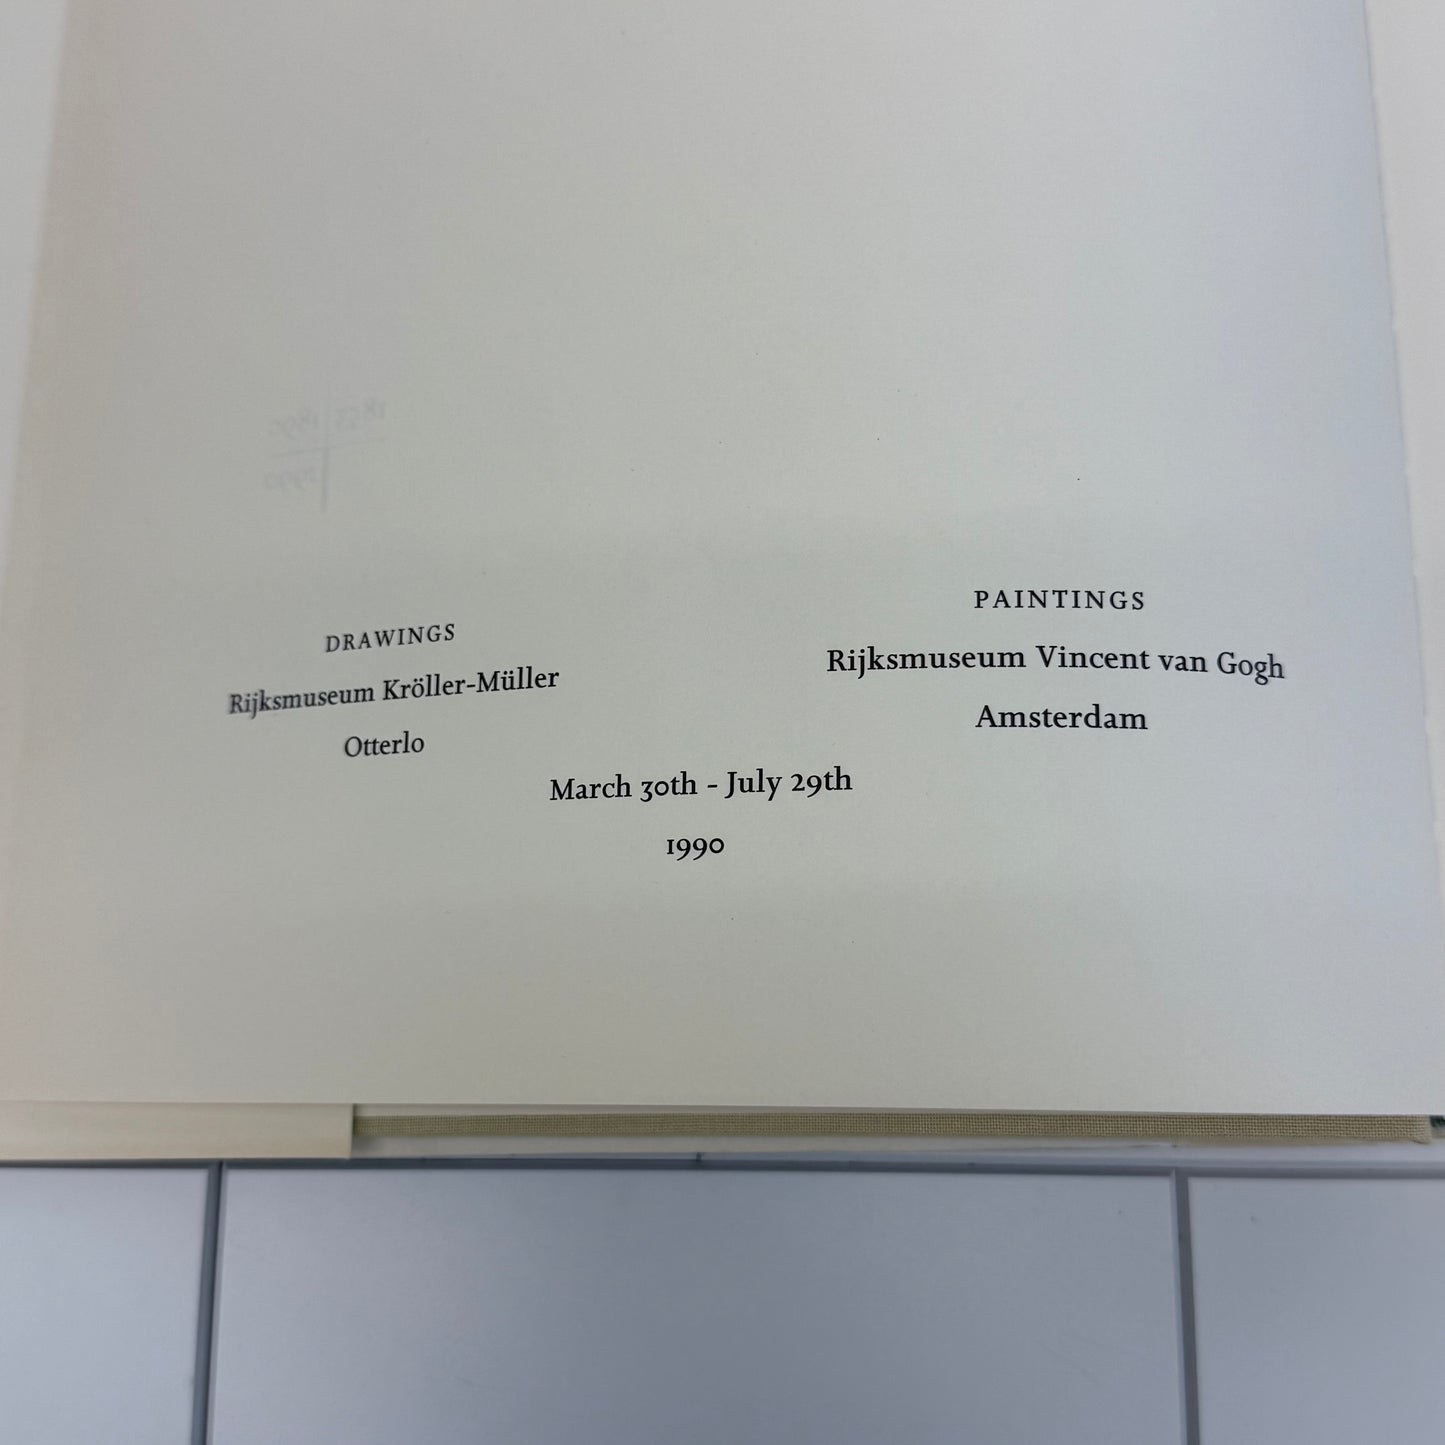 DRAWINGS
Rijksmuseum Kröller-Müller
Otterlo
PAINTINGS
Rijksmuseum Vincent van Gogh
Amsterdam
March 30th - July 29th
1990